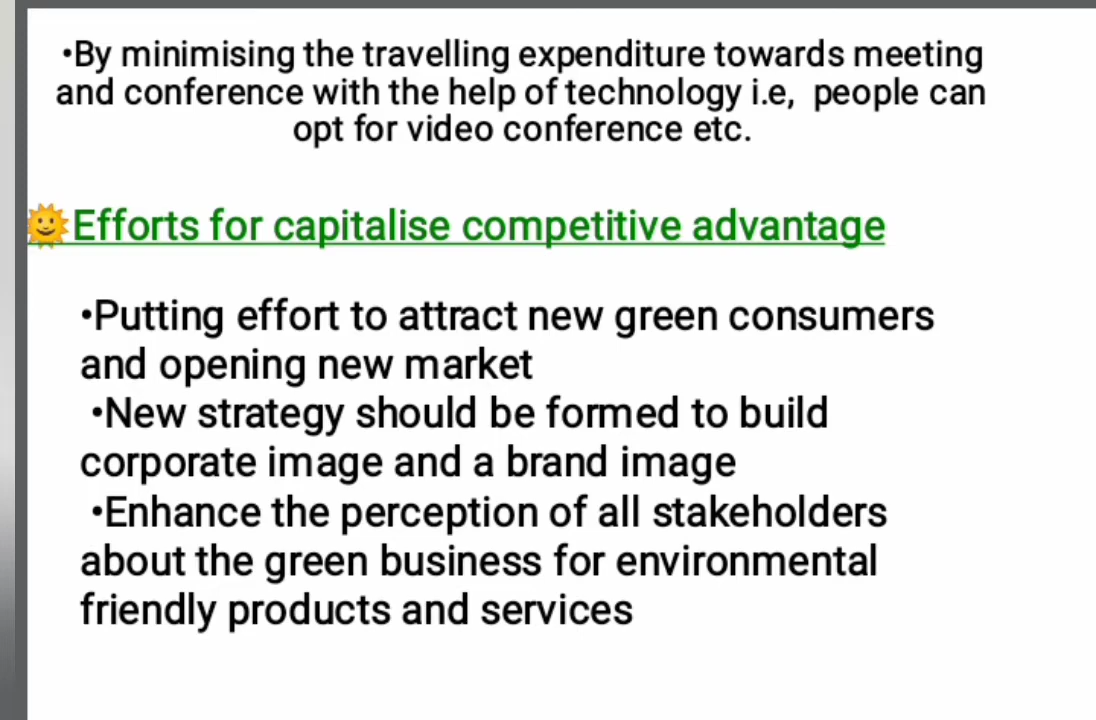 •By minimising the travelling expenditure towards meeting
and conference with the help of technology i.e, people can
opt for video conference etc.
🌞Efforts for capitalise competitive advantage
•Putting effort to attract new green consumers
and opening new market
•New strategy should be formed to build
corporate image and a brand image
•Enhance the perception of all stakeholders
about the green business for environmental
friendly products and services